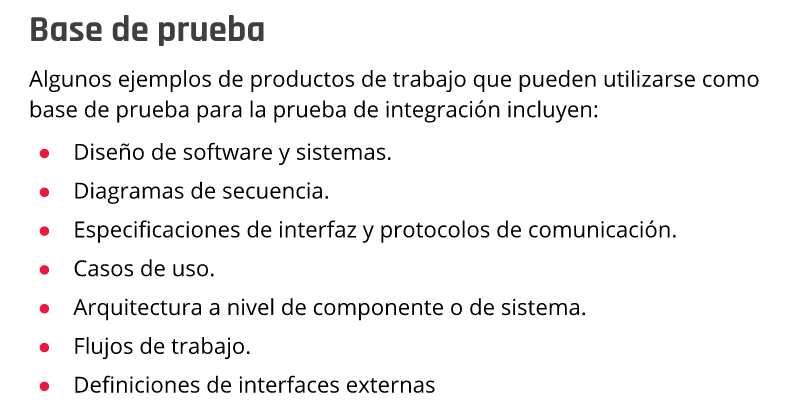 Base de prueba
Algunos ejemplos de productos de trabajo que pueden utilizarse como
base de prueba para la prueba de integración incluyen:
● Diseño de software y sistemas.
● Diagramas de secuencia.
● Especificaciones de interfaz y protocolos de comunicación.
● Casos de uso.
● Arquitectura a nivel de componente o de sistema.
● Flujos de trabajo.
● Definiciones de interfaces externas